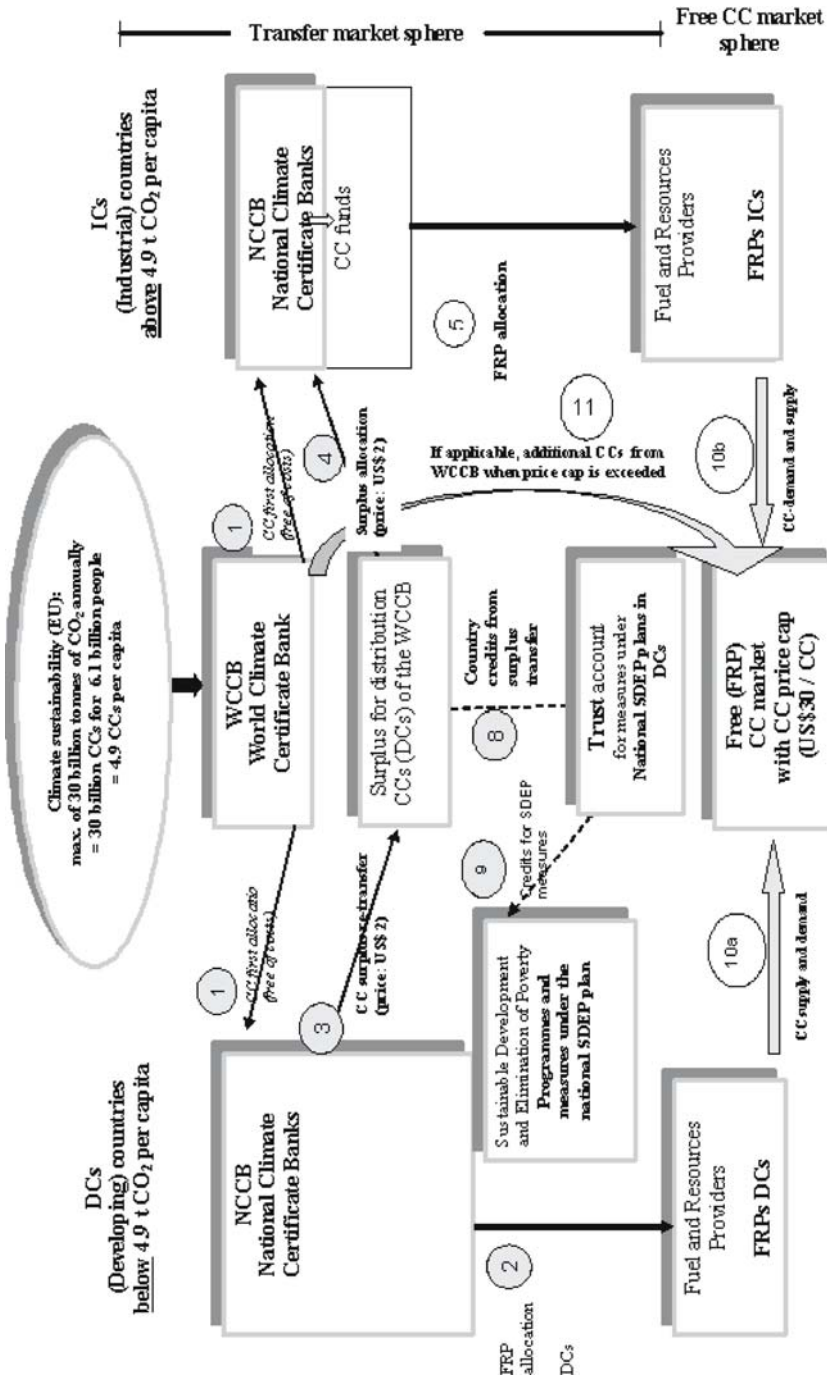 DCs
(Developing) countries
below 4.9 t CO₂ per capita
Climate sustainability (EU):
max. of 30 billion tonnes of CO₂ annually
= 30 billion CCs for 6.1 billion people
= 4.9 CCs per capita
ICs
(Industrial) countries
above 4.9 t CO₂ per capita
Transfer market sphere
Free CC market
sphere
NCCB
National Climate
Certificate Banks
1
CC first allocatio
(free of costs)
WCCB
World Climate
Certificate Bank
1
CC first allocation
(free of costs)
NCCB
National Climate
Certificate Banks
CC funds
3
CC surplus re-transfer
(price: US$ 2)
Surplus for distribution
CCs (DCs) of the WCCB
4
Surplus allocation
(price: US$ 2)
2
FRP
allocation
DCs
Sustainable Development
and Elimination of Poverty
Programmes and
measures under the
national SDEP plan
9
Credits for SDEP
measures
8
Country
credits from
surplus
transfer
Trust account
for measures under
National SDEP plans in
DCs
5
FRP allocation
11
If applicable, additional CCs from
WCCB when price cap is exceeded
Fuel and Resources
Providers
FRPs DCs
10a
CC supply and demand
Free (FRP)
CC market
with CC price cap
(US$30 / CC)
10b
CC-demand and supply
Fuel and Resources
Providers
FRPs ICs